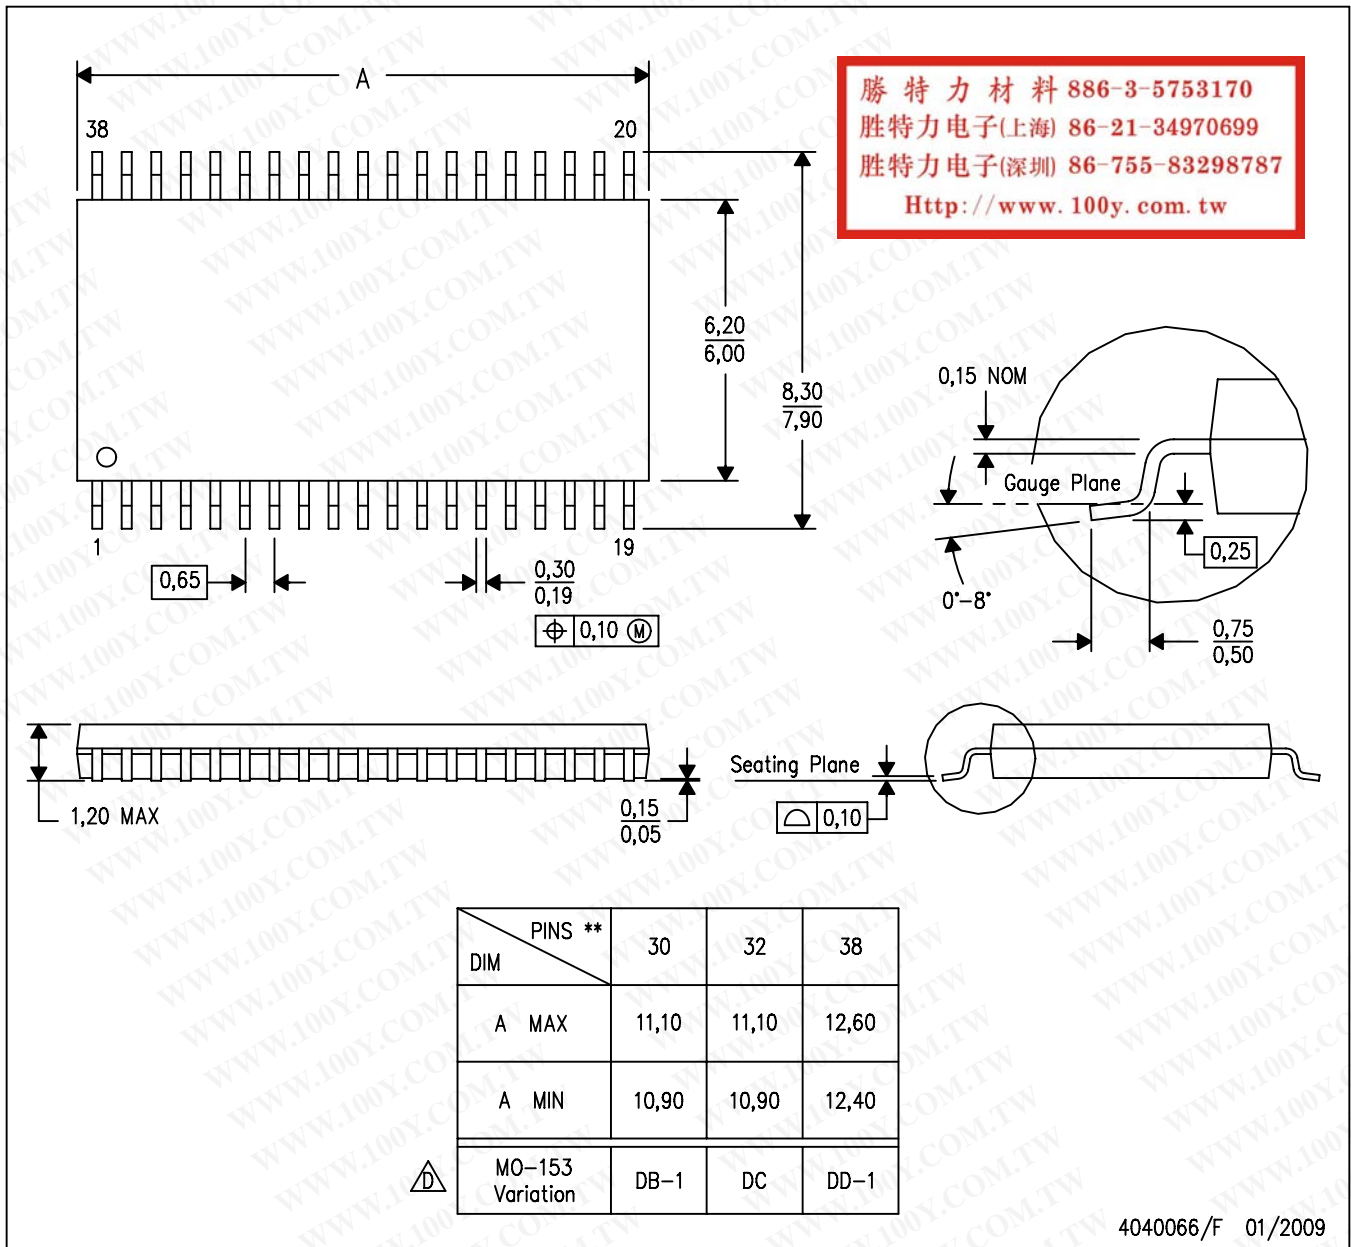 A
38
20
勝特力材料 886-3-5753170
胜特力电子(上海) 86-21-34970699
胜特力电子(深圳) 86-755-83298787
Http://www.100y.com.tw
6,20
6,00
8,30
7,90
0,15 NOM
Gauge Plane
0,25
0°-8°
0,75
0,50
1
19
0,65
0,30
0,19
0,10 Ⓜ
1,20 MAX
0,15
0,05
Seating Plane
0,10
PINS **
DIM
30
32
38
A MAX
11,10
11,10
12,60
A MIN
10,90
10,90
12,40
D
MO-153
Variation
DB-1
DC
DD-1
4040066/F 01/2009
WWW.100Y.COM.TW